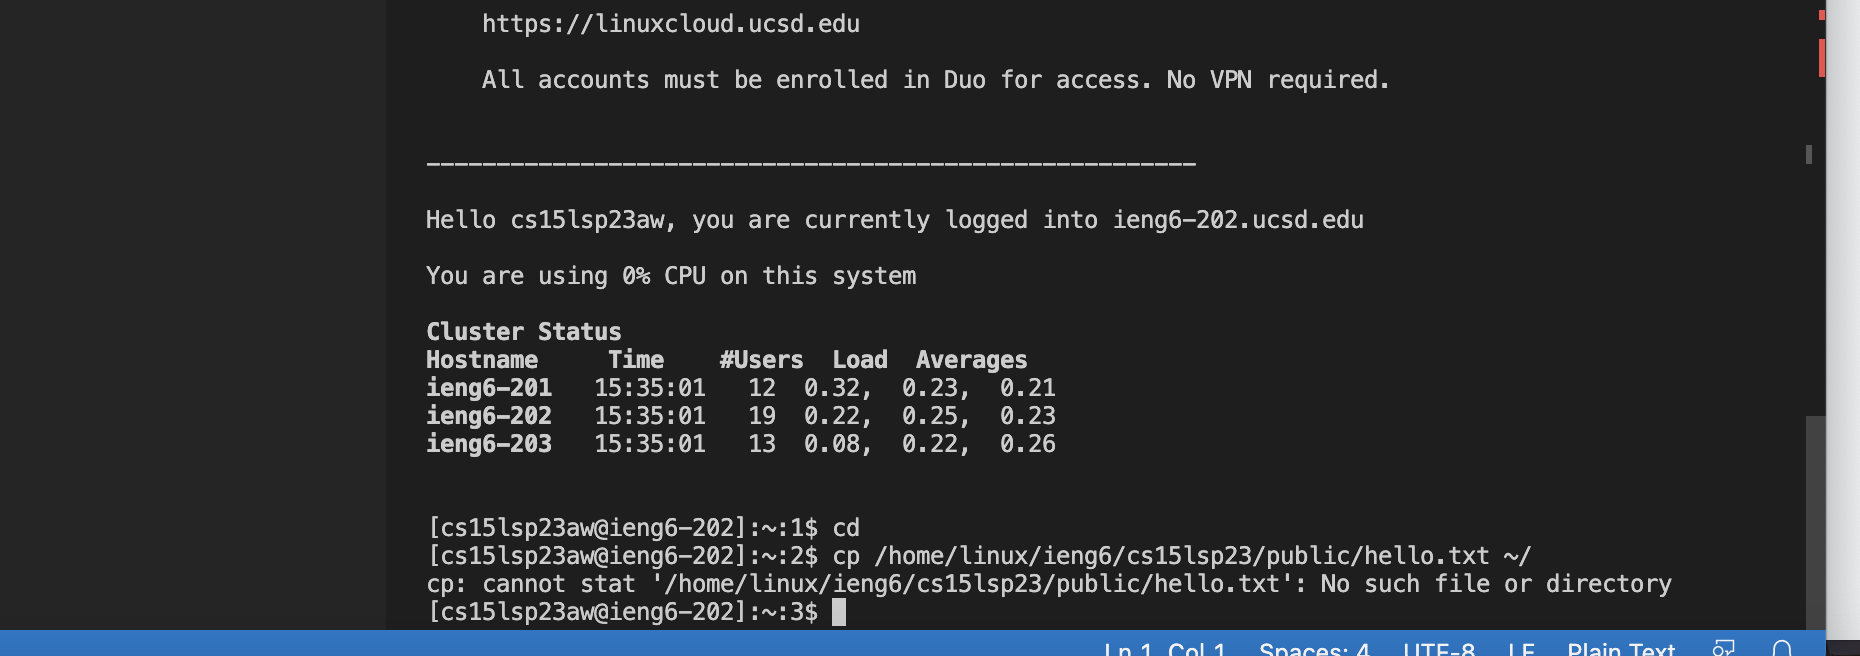 https://linuxcloud.ucsd.edu
All accounts must be enrolled in Duo for access. No VPN required.
_______________________________________________________
Hello cs15lsp23aw, you are currently logged into ieng6-202.ucsd.edu
You are using 0% CPU on this system
Cluster Status
Hostname     Time    #Users  Load  Averages
ieng6-201   15:35:01   12  0.32,  0.23,  0.21
ieng6-202   15:35:01   19  0.22,  0.25,  0.23
ieng6-203   15:35:01   13  0.08,  0.22,  0.26
[cs15lsp23aw@ieng6-202]:~:1$ cd
[cs15lsp23aw@ieng6-202]:~:2$ cp /home/linux/ieng6/cs15lsp23/public/hello.txt ~/
cp: cannot stat '/home/linux/ieng6/cs15lsp23/public/hello.txt': No such file or directory
[cs15lsp23aw@ieng6-202]:~:3$
Ln 1, Col 1 Spaces: 4 UTF-8 LF Plain Text